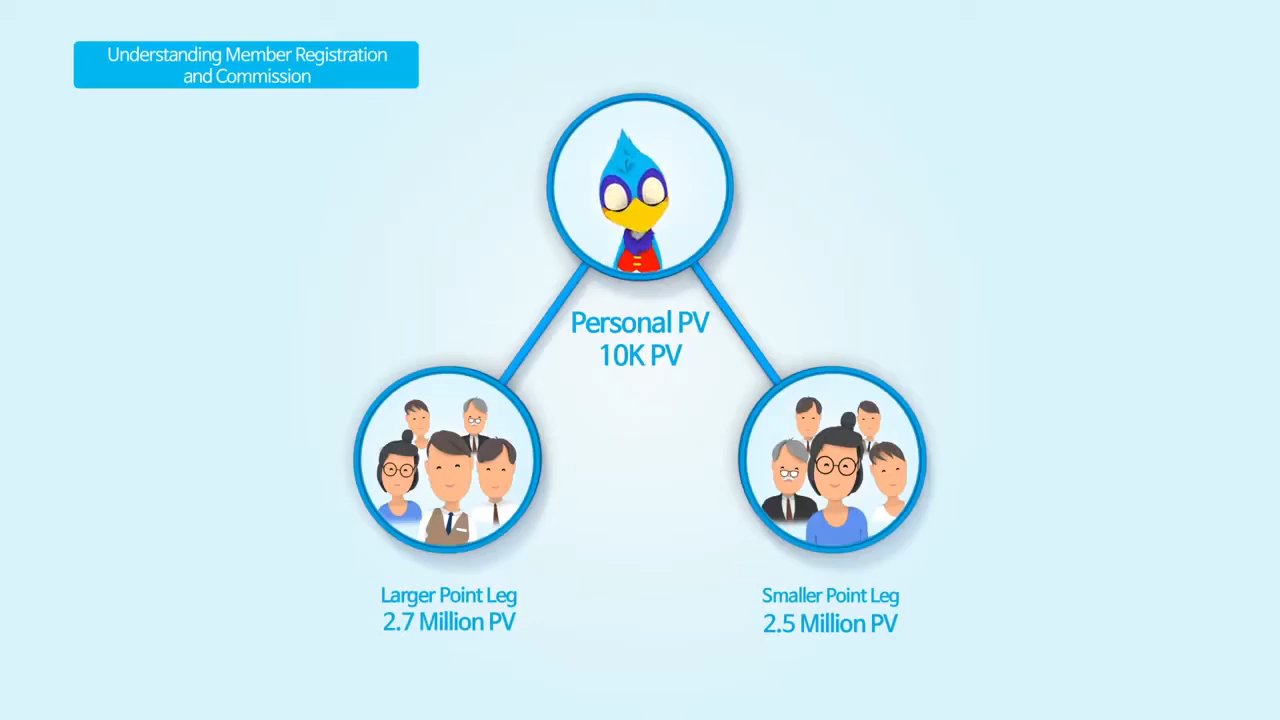 Understanding Member Registration
and Commission
Personal PV
10K PV
Larger Point Leg
2.7 Million PV
Smaller Point Leg
2.5 Million PV